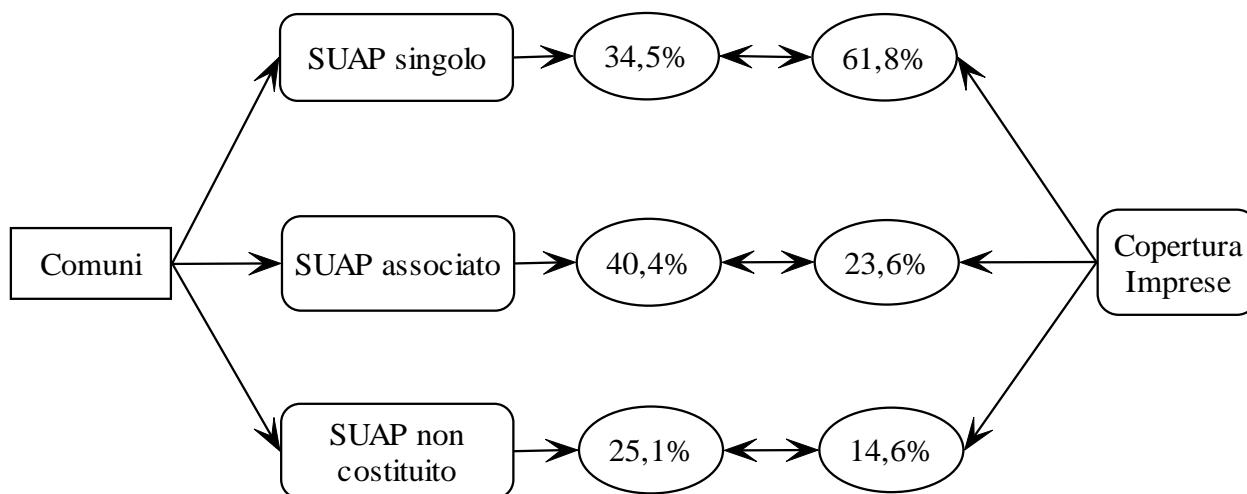 SUAP singolo
34,5%
61,8%
Comuni
SUAP associato
40,4%
23,6%
Copertura
Imprese
SUAP non
costituito
25,1%
14,6%